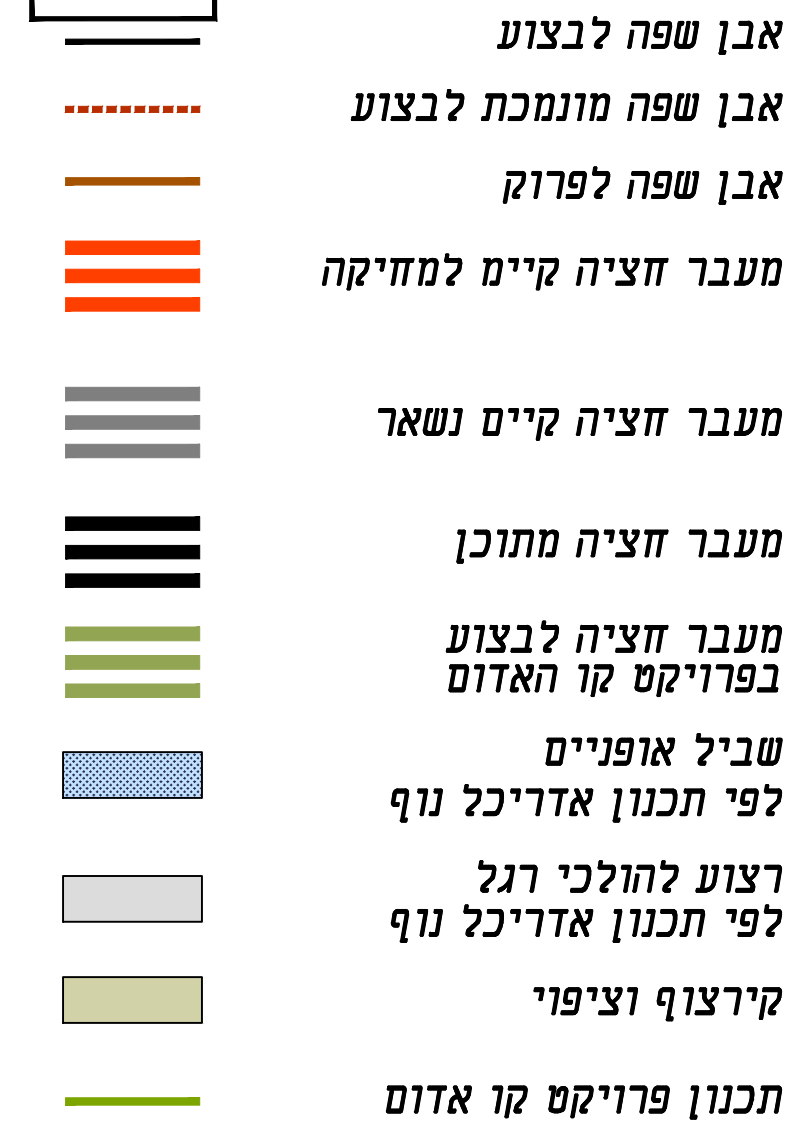 אבן שפה לבצוע
אבן שפה מונמכת לבצוע
אבן שפה לפרוק
מעבר חציה קיימ למחיקה
מעבר חציה קיים נשאר
מעבר חציה מתוכן
מעבר חציה לבצוע
בפרויקט קו האדום
שביל אופניים
לפי תכנון אדריכל נוף
רצוע להולכי רגל
לפי תכנון אדריכל נוף
קירצוף וציפוי
תכנון פרויקט קו אדום